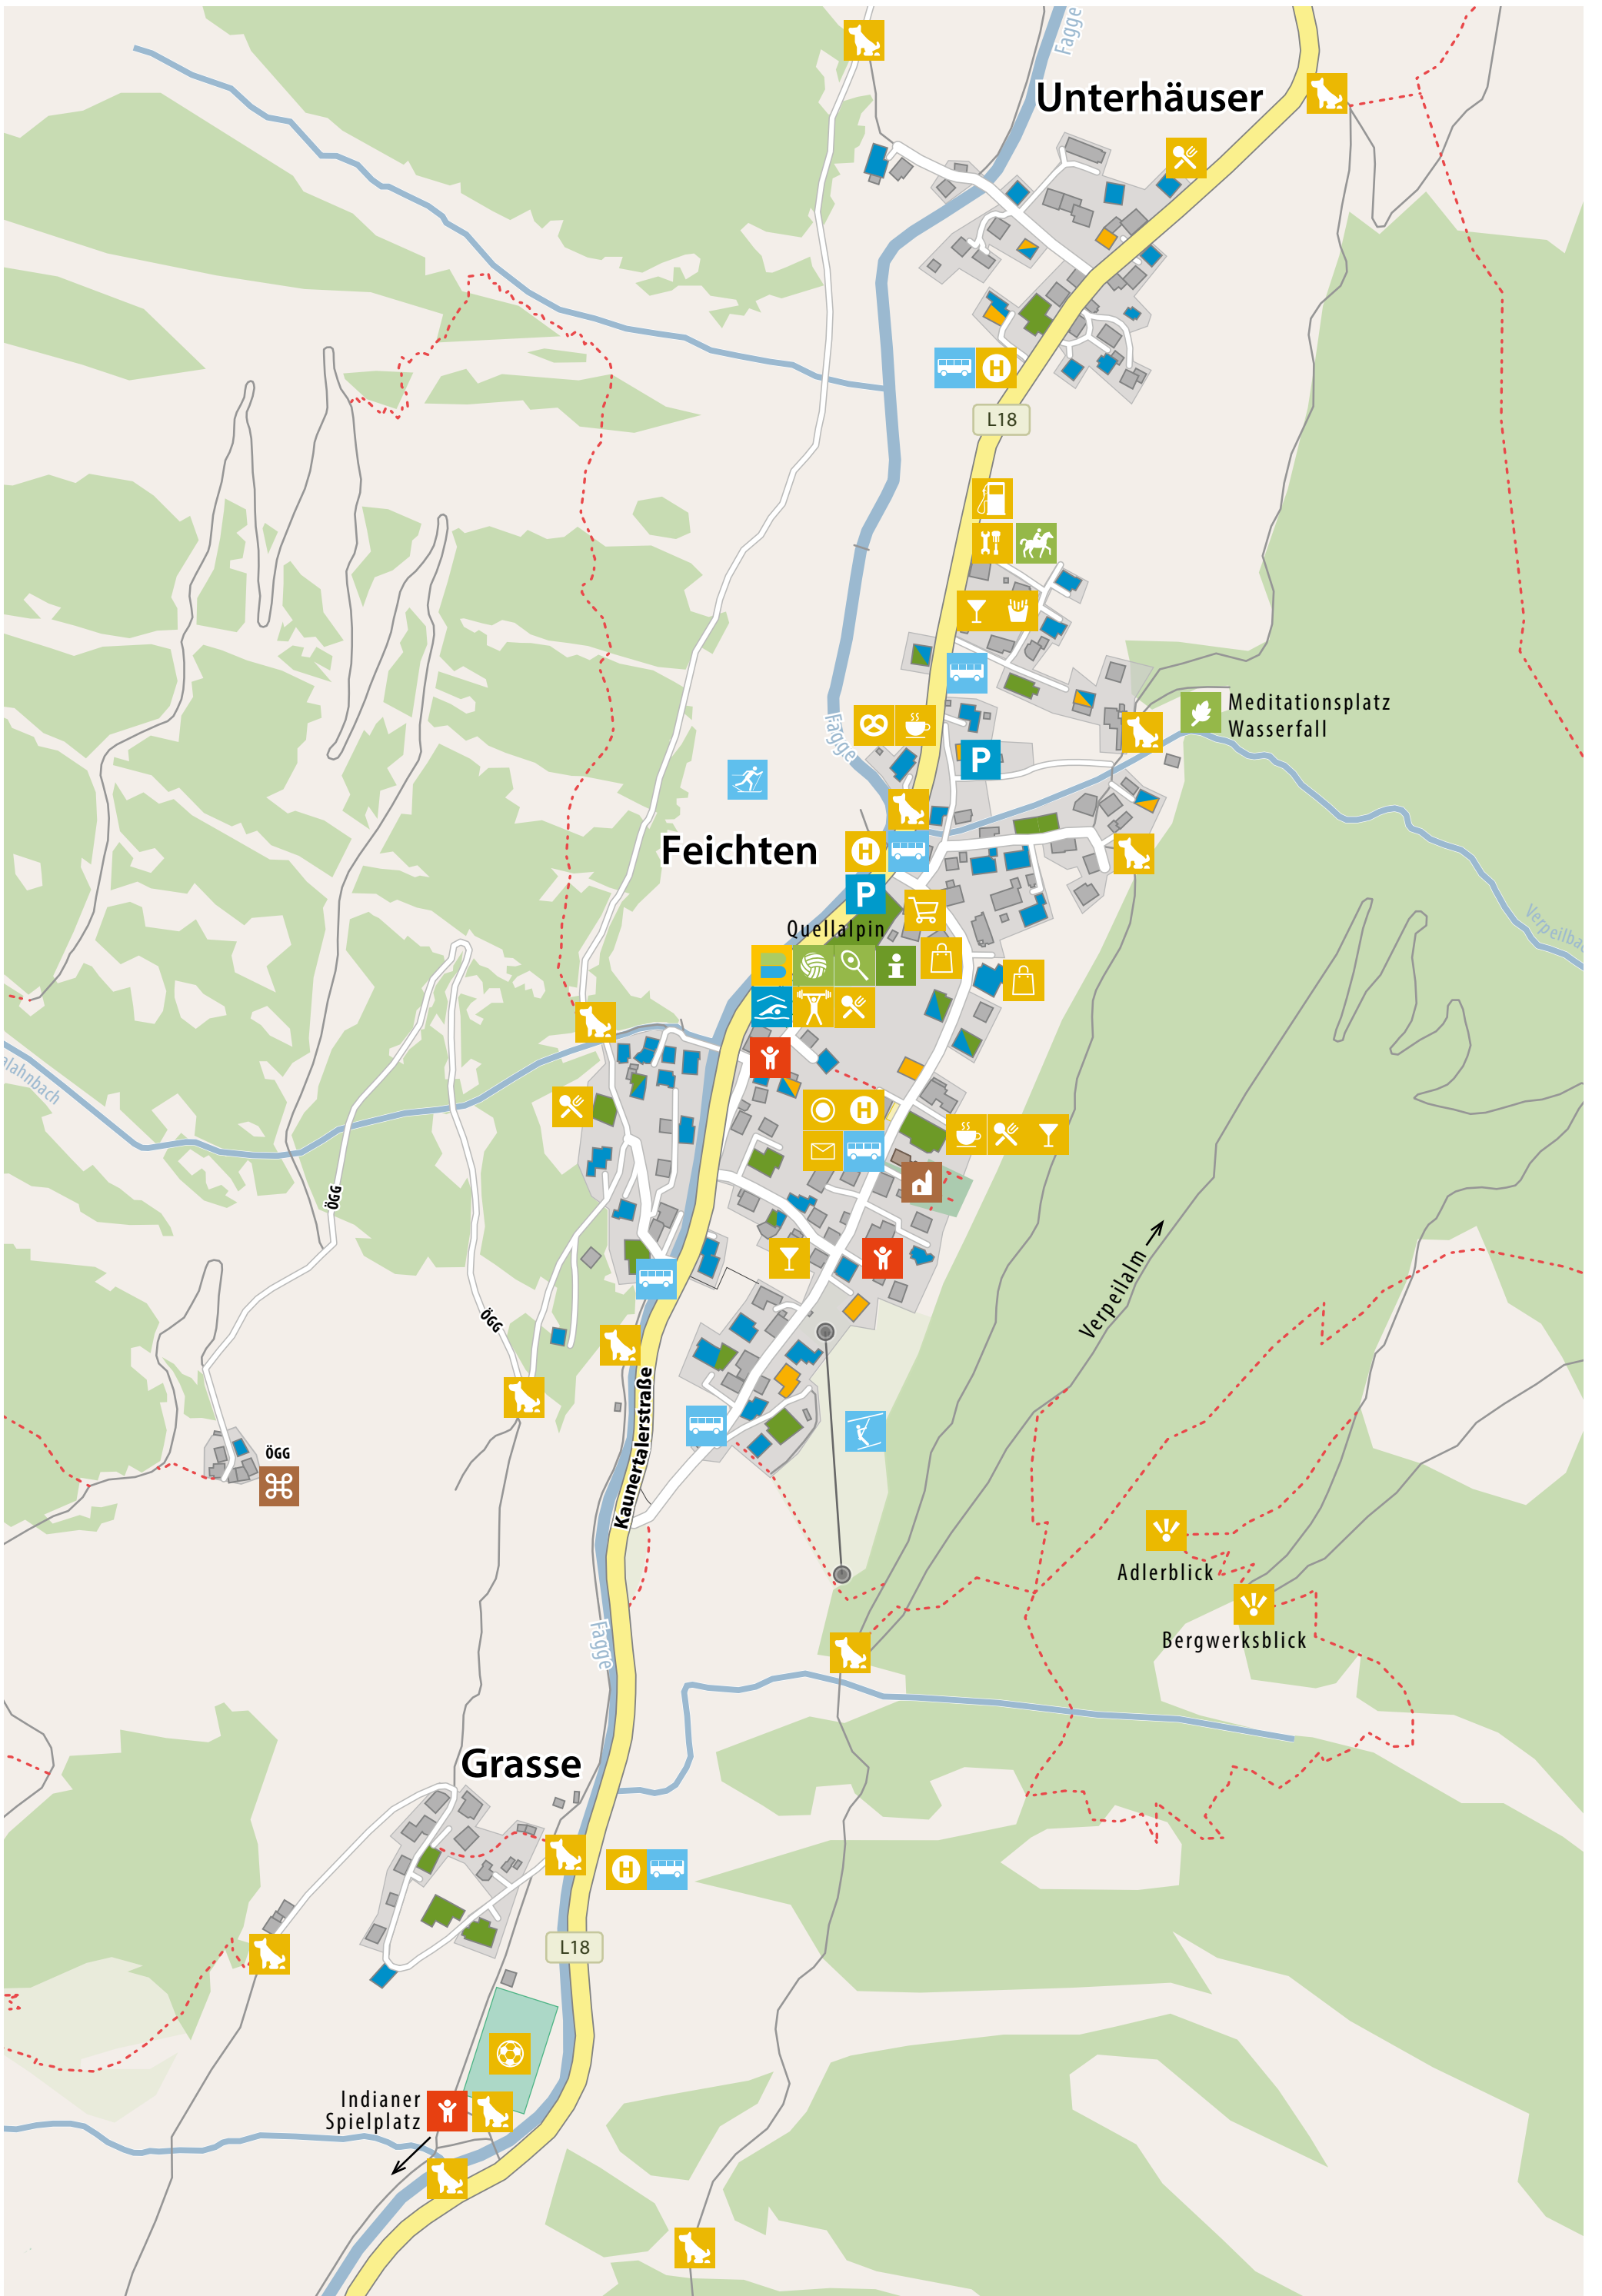 Fagge
Unterhäuser
H
L18
Meditationsplatz
Wasserfall
Fagge
P
Feichten
H
P
Quellalpin
Verpeilbac
alahnbach
H
ÖGG
Verpeilalm
ÖGG
Kaunertalerstraße
ÖGG
Adlerblick
Bergwerksblick
Fagge
Grasse
H
L18
Indianer
Spielplatz